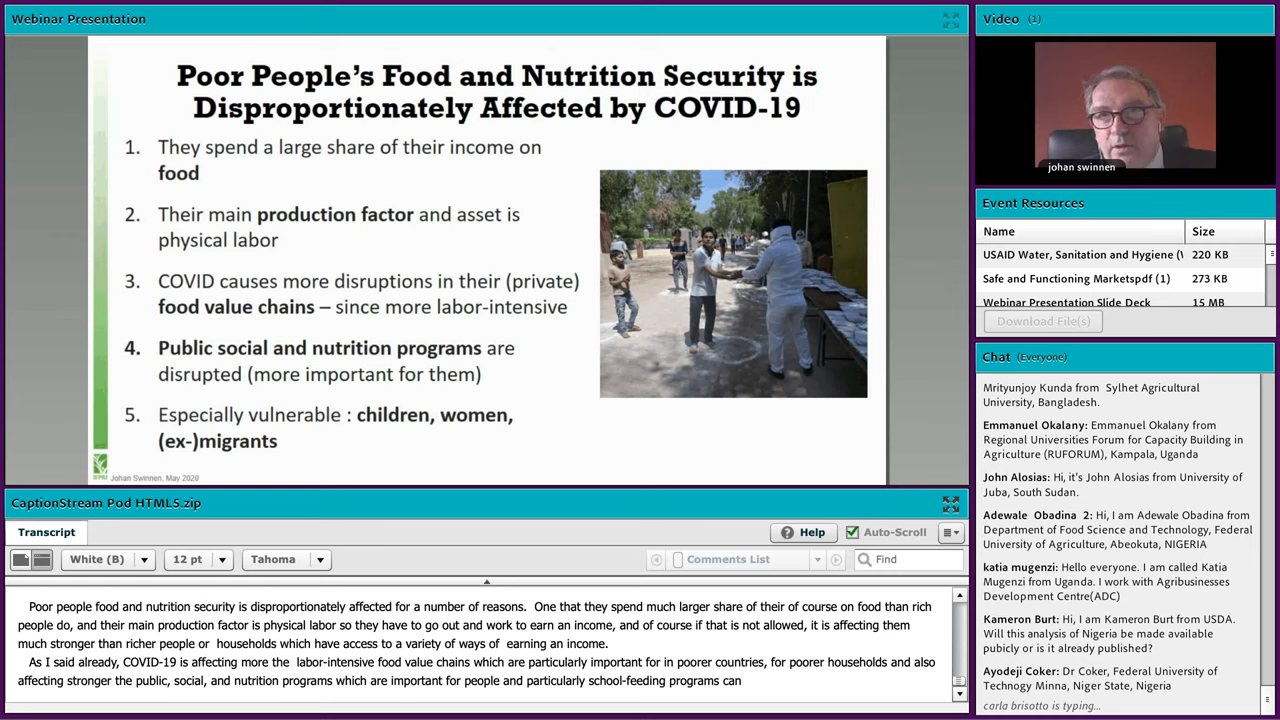 Webinar Presentation
Poor People's Food and Nutrition Security is
Disproportionately Affected by COVID-19
1. They spend a large share of their income on
food
2. Their main production factor and asset is
physical labor
3. COVID causes more disruptions in their (private)
food value chains – since more labor-intensive
4. Public social and nutrition programs are
disrupted (more important for them)
5. Especially vulnerable : children, women,
(ex-)migrants
Johan Swinnen, May 2020
CaptionStream Pod HTML5.zip
Transcript
Help
Auto-Scroll
White (B)
12 pt
Tahoma
Comments List
Find
Poor people food and nutrition security is disproportionately affected for a number of reasons. One that they spend much larger share of their of course on food than rich
people do, and their main production factor is physical labor so they have to go out and work to earn an income, and of course if that is not allowed, it is affecting them
much stronger than richer people or households which have access to a variety of ways of earning an income.
As I said already, COVID-19 is affecting more the labor-intensive food value chains which are particularly important for in poorer countries, for poorer households and also
affecting stronger the public, social, and nutrition programs which are important for people and particularly school-feeding programs can
Video (1)
johan swinnen
Event Resources
Name Size
USAID Water, Sanitation and Hygiene (\ 220 KB
Safe and Functioning Marketspdf (1) 273 KB
Webinar Presentation Slide Deck 15 MB
Download File(s)
Chat (Everyone)
Mrityunjoy Kunda from Sylhet Agricultural
University, Bangladesh.
Emmanuel Okalany: Emmanuel Okalany from
Regional Universities Forum for Capacity Building in
Agriculture (RUFORUM), Kampala, Uganda
John Alosias: Hi, it's John Alosias from University of
Juba, South Sudan.
Adewale Obadina 2: Hi, I am Adewale Obadina from
Department of Food Science and Technology, Federal
University of Agriculture, Abeokuta, NIGERIA
katia mugenzi: Hello everyone. I am called Katia
Mugenzi from Uganda. I work with Agribusinesses
Development Centre(ADC)
Kameron Burt: Hi, I am Kameron Burt from USDA.
Will this analysis of Nigeria be made available
pubicly or is it already published?
Ayodeji Coker: Dr Coker, Federal University of
Technogy Minna, Niger State, Nigeria
carla brisotto is typing...